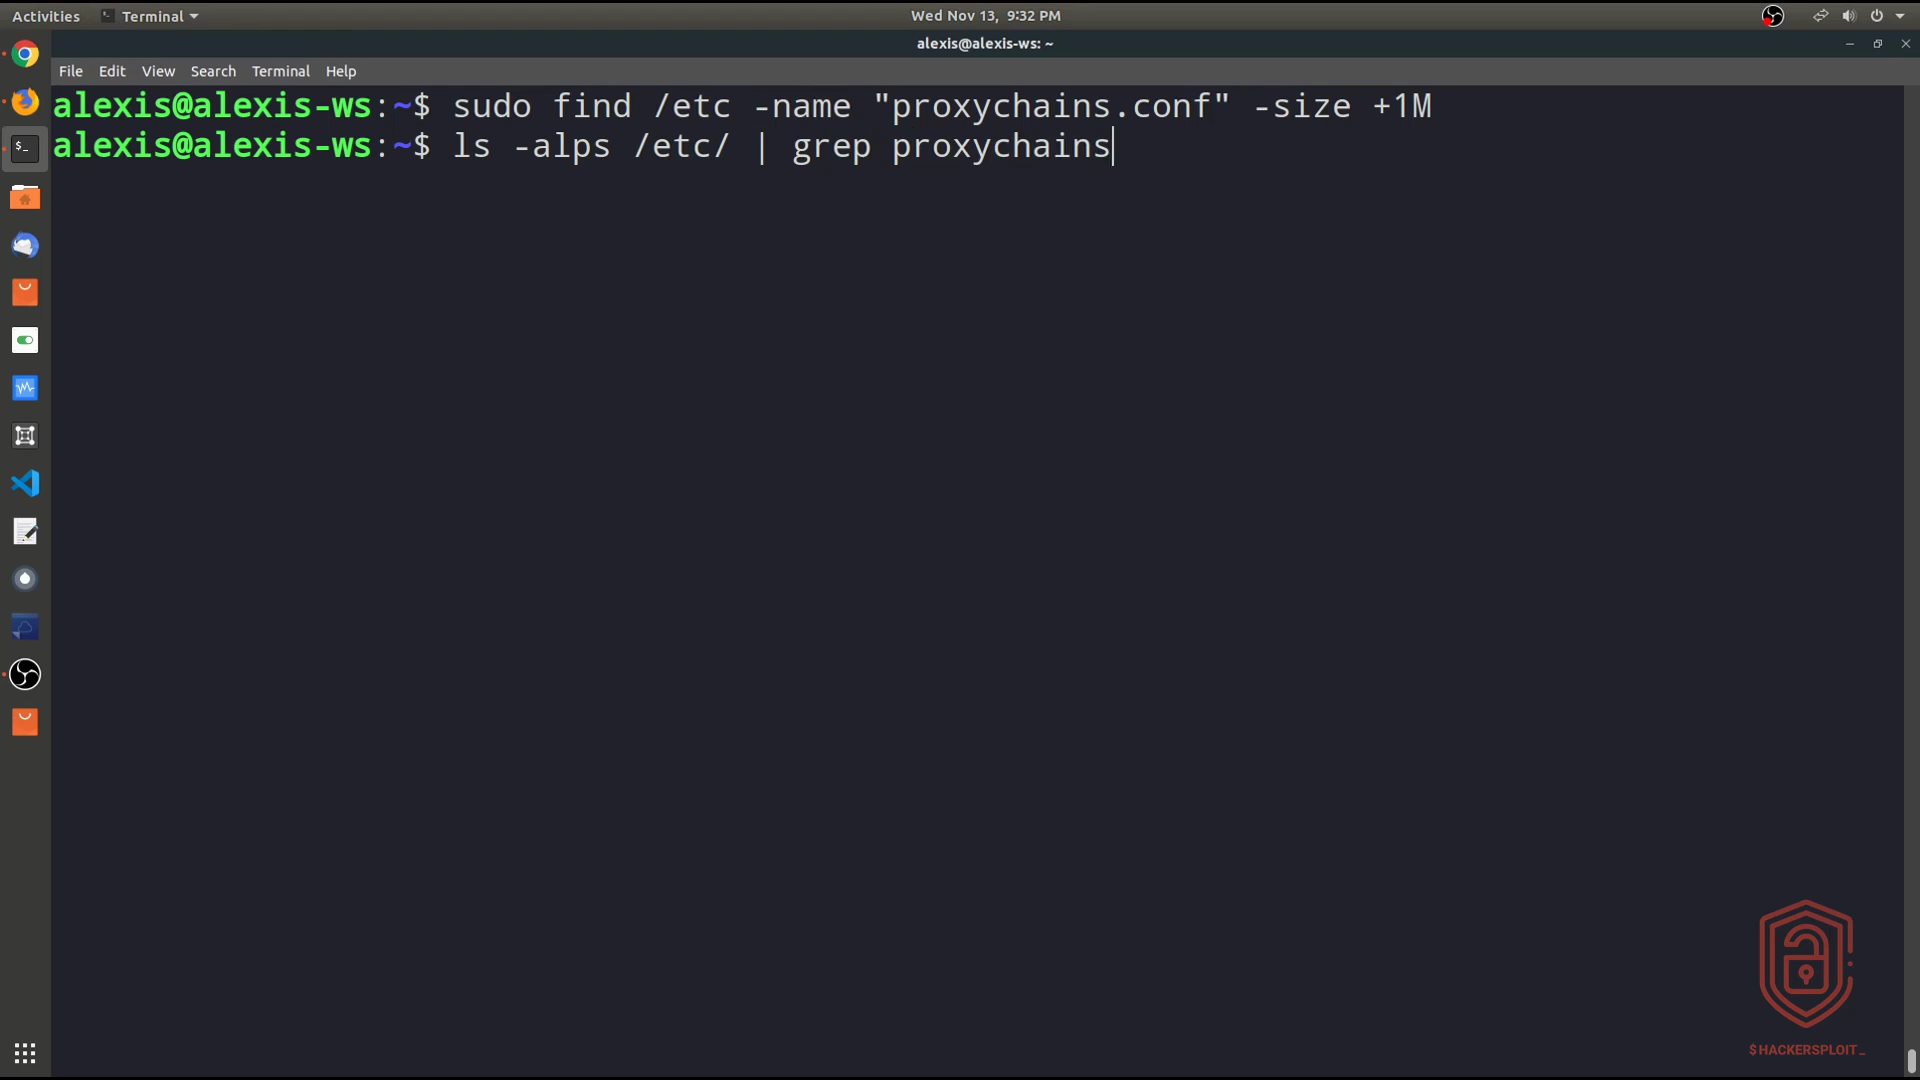 Activities Terminal Wed Nov 13, 9:32 PM
alexis@alexis-ws: ~
File Edit View Search Terminal Help
alexis@alexis-ws:~$ sudo find /etc -name "proxychains.conf" -size +1M
alexis@alexis-ws:~$ ls -alps /etc/ | grep proxychains
$HACKERSPLOIT_